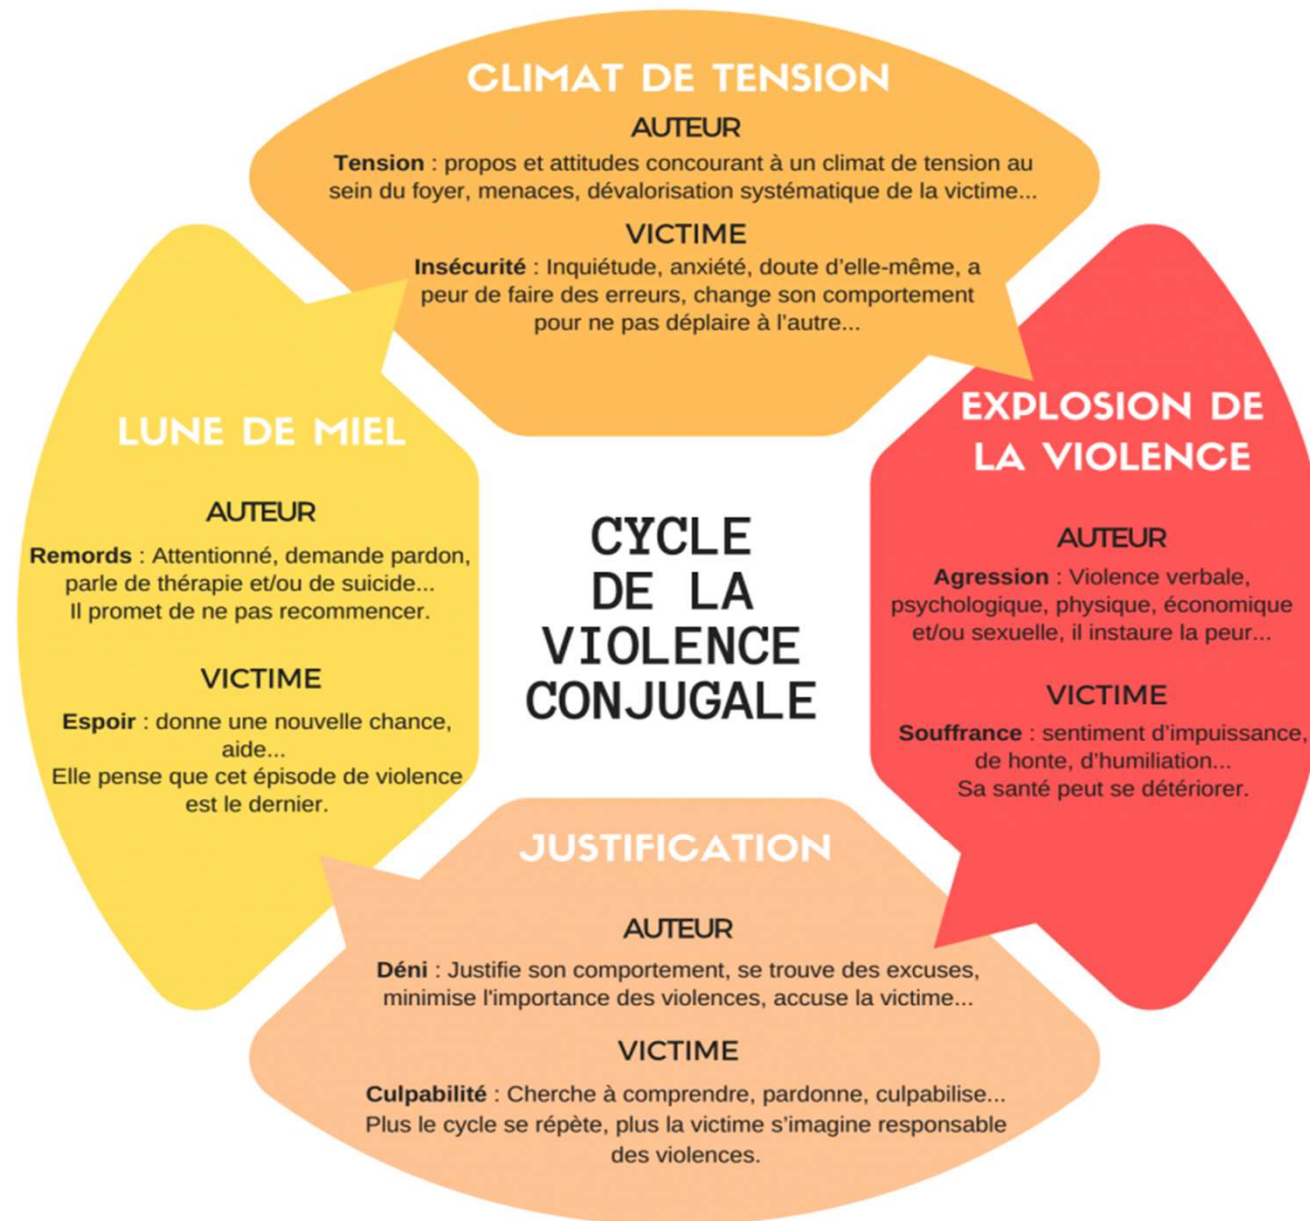 CLIMAT DE TENSION
AUTEUR
Tension : propos et attitudes concourant à un climat de tension au
sein du foyer, menaces, dévalorisation systématique de la victime...
VICTIME
Insécurité : Inquiétude, anxiété, doute d'elle-même, a
peur de faire des erreurs, change son comportement
pour ne pas déplaire à l'autre...
EXPLOSION DE
LA VIOLENCE
AUTEUR
Agression : Violence verbale,
psychologique, physique, économique
et/ou sexuelle, il instaure la peur...
VICTIME
Souffrance : sentiment d'impuissance,
de honte, d'humiliation...
Sa santé peut se détériorer.
JUSTIFICATION
AUTEUR
Déni : Justifie son comportement, se trouve des excuses,
minimise l'importance des violences, accuse la victime...
VICTIME
Culpabilité : Cherche à comprendre, pardonne, culpabilise...
Plus le cycle se répète, plus la victime s'imagine responsable
des violences.
LUNE DE MIEL
AUTEUR
Remords : Attentionné, demande pardon,
parle de thérapie et/ou de suicide...
Il promet de ne pas recommencer.
VICTIME
Espoir : donne une nouvelle chance,
aide...
Elle pense que cet épisode de violence
est le dernier.
CYCLE
DE LA
VIOLENCE
CONJUGALE